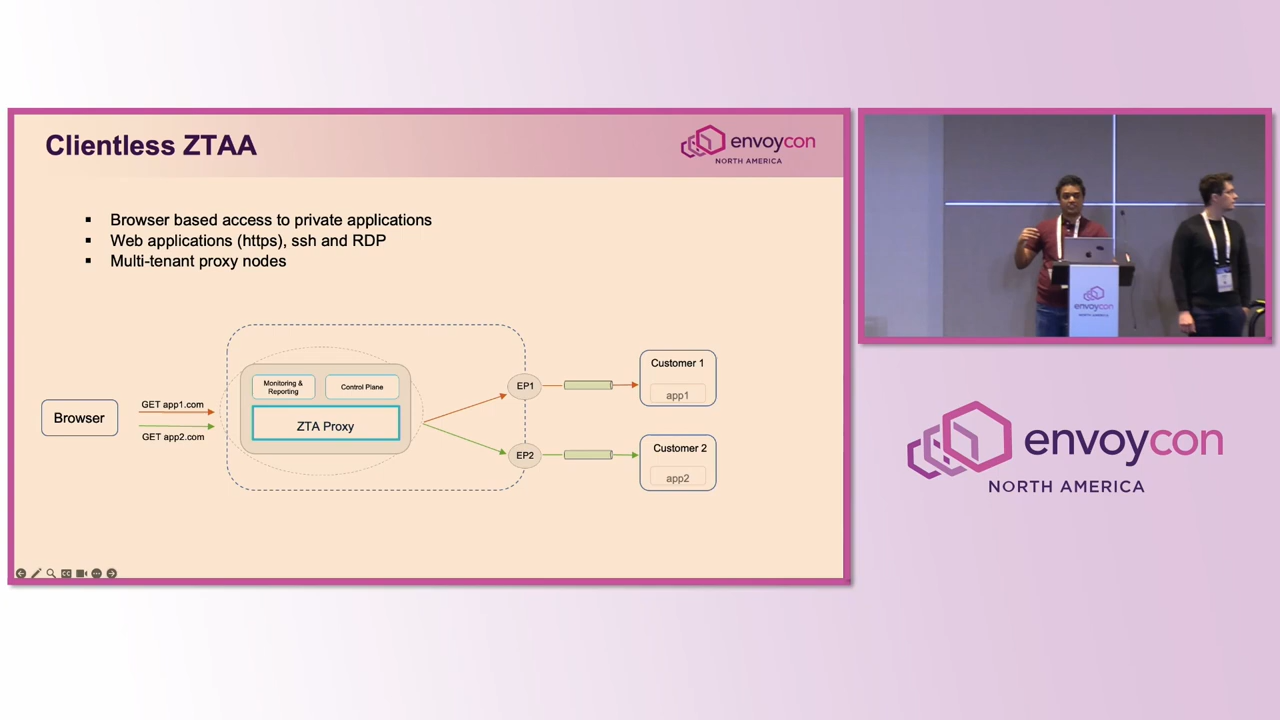 Clientless ZTAA
envoycon
NORTH AMERICA
▪ Browser based access to private applications
▪ Web applications (https), ssh and RDP
▪ Multi-tenant proxy nodes
Browser
GET app1.com
GET app2.com
Monitoring &
Reporting
Control Plane
ZTA Proxy
EP1
EP2
Customer 1
app1
Customer 2
app2
envoycon
envoycon
NORTH AMERICA